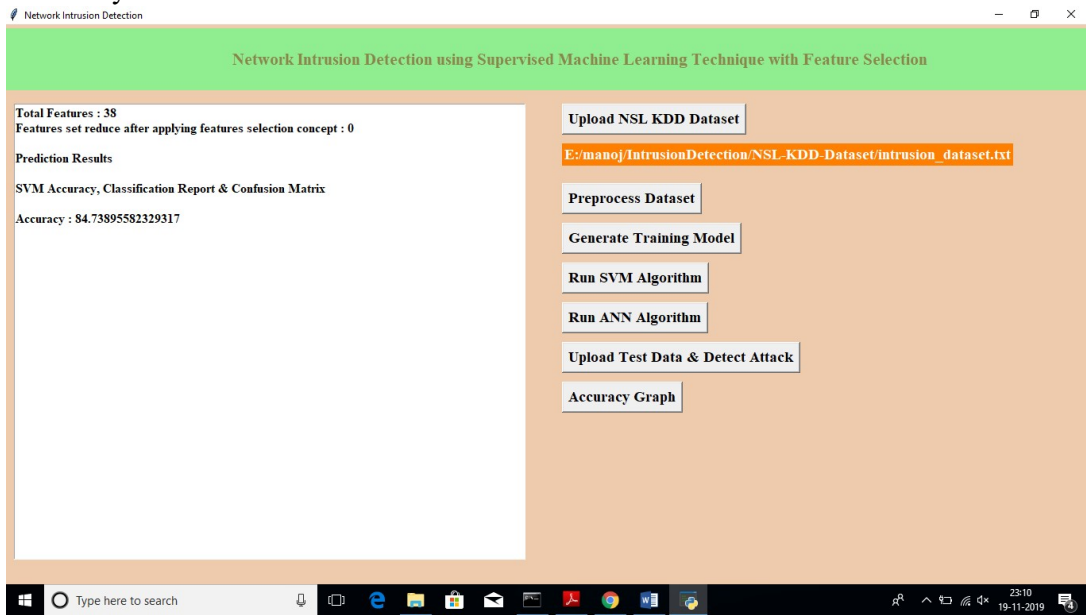 Network Intrusion Detection
Network Intrusion Detection using Supervised Machine Learning Technique with Feature Selection
Total Features : 38
Features set reduce after applying features selection concept : 0
Prediction Results
SVM Accuracy, Classification Report & Confusion Matrix
Accuracy : 84.73895582329317
Upload NSL KDD Dataset
E:/manoj/IntrusionDetection/NSL-KDD-Dataset/intrusion_dataset.txt
Preprocess Dataset
Generate Training Model
Run SVM Algorithm
Run ANN Algorithm
Upload Test Data & Detect Attack
Accuracy Graph
Type here to search
23:10
19-11-2019